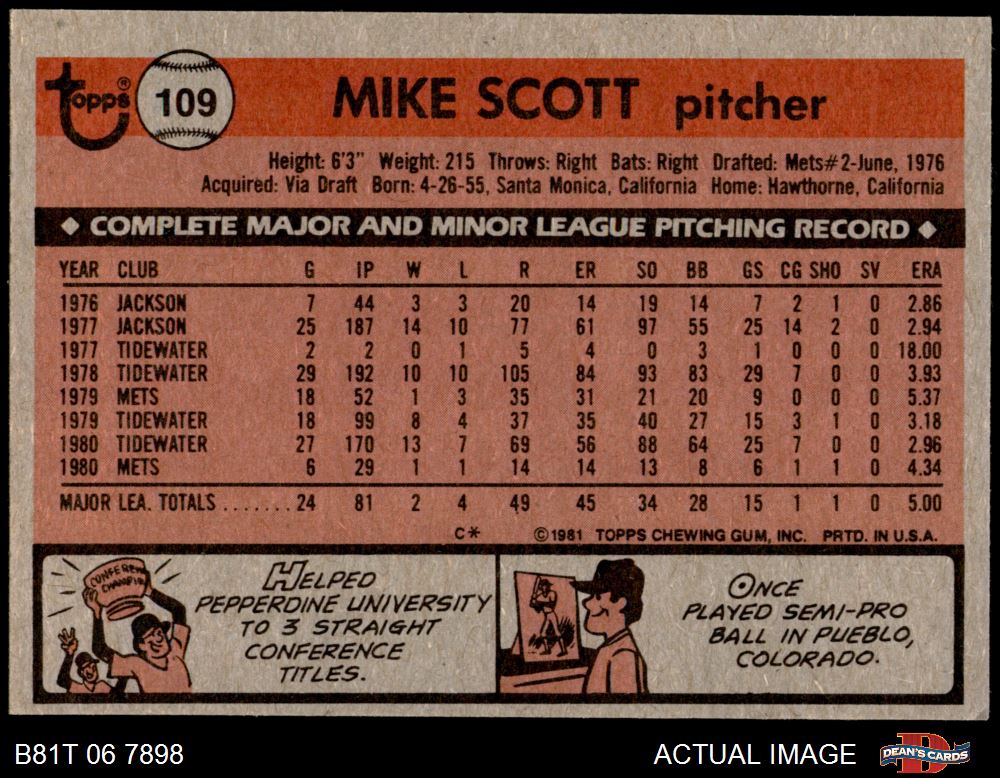 topps®
109
MIKE SCOTT pitcher
Height: 6'3" Weight: 215 Throws: Right Bats: Right Drafted: Mets#2-June, 1976
Acquired: Via Draft Born: 4-26-55, Santa Monica, California Home: Hawthorne, California
◆ COMPLETE MAJOR AND MINOR LEAGUE PITCHING RECORD ◆
YEAR CLUB G IP W L R ER SO BB GS CG SHO SV ERA
1976 JACKSON 7 44 3 3 20 14 19 14 7 2 1 0 2.86
1977 JACKSON 25 187 14 10 77 61 97 55 25 14 2 0 2.94
1977 TIDEWATER 2 2 0 1 5 4 0 3 1 0 0 0 18.00
1978 TIDEWATER 29 192 10 10 105 84 93 83 29 7 0 0 3.93
1979 METS 18 52 1 3 35 31 21 20 9 0 0 0 5.37
1979 TIDEWATER 18 99 8 4 37 35 40 27 15 3 1 0 3.18
1980 TIDEWATER 27 170 13 7 69 56 88 64 25 7 0 0 2.96
1980 METS 6 29 1 1 14 14 13 8 6 1 1 0 4.34
MAJOR LEA. TOTALS ....... 24 81 2 4 49 45 34 28 15 1 1 0 5.00
C* ©1981 TOPPS CHEWING GUM, INC. PRTD. IN U.S.A.
CONFERENCE
CHAMPIONS
HELPED
PEPPERDINE UNIVERSITY
TO 3 STRAIGHT
CONFERENCE
TITLES.
ONCE
PLAYED SEMI-PRO
BALL IN PUEBLO,
COLORADO.
B81T 06 7898
ACTUAL IMAGE
DEAN'S CARDS